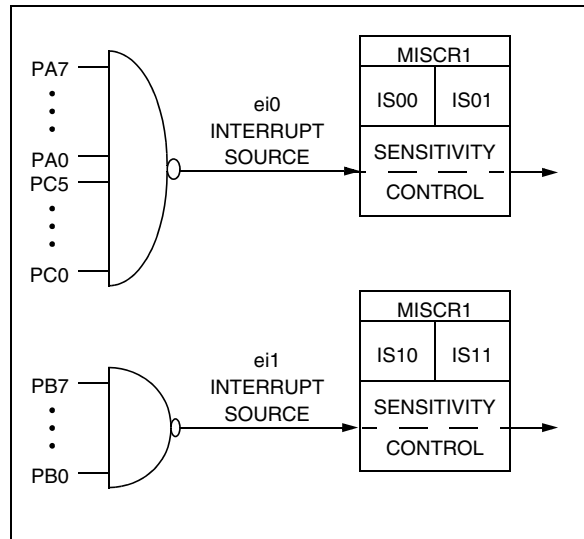 PA7
PA0
PC5
PC0
ei0
INTERRUPT
SOURCE
MISCR1
IS00 IS01
SENSITIVITY
CONTROL
PB7
PB0
ei1
INTERRUPT
SOURCE
MISCR1
IS10 IS11
SENSITIVITY
CONTROL